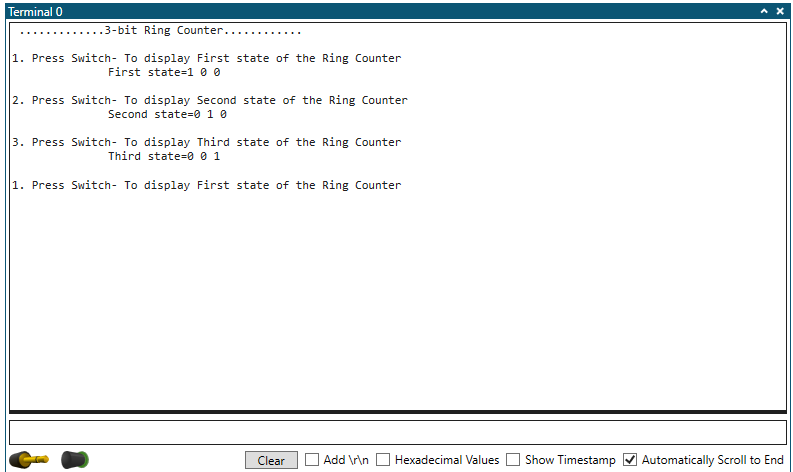 Terminal 0
.............3-bit Ring Counter............
1. Press Switch- To display First state of the Ring Counter
First state=1 0 0
2. Press Switch- To display Second state of the Ring Counter
Second state=0 1 0
3. Press Switch- To display Third state of the Ring Counter
Third state=0 0 1
1. Press Switch- To display First state of the Ring Counter
Clear Add \r\n Hexadecimal Values Show Timestamp Automatically Scroll to End